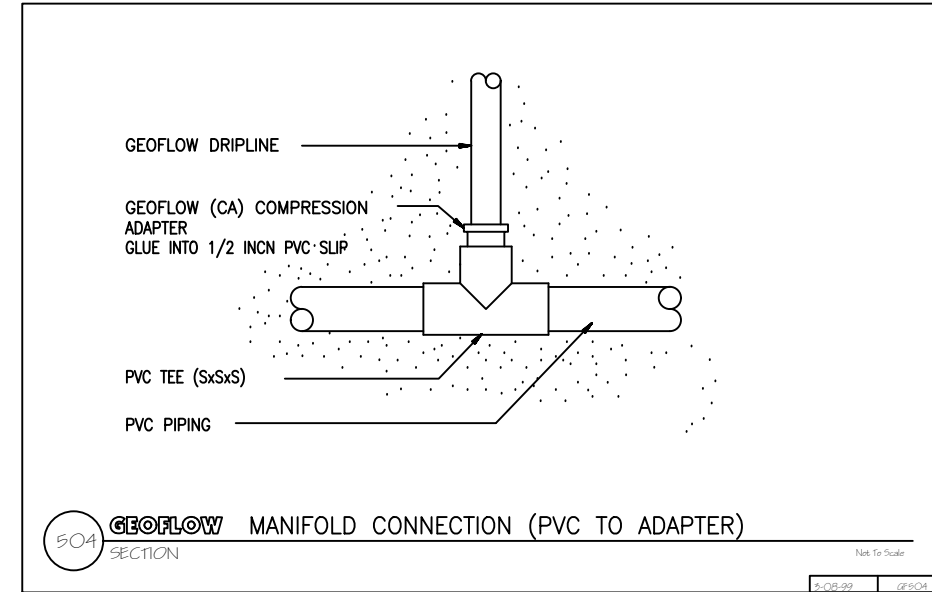 GEOFLOW DRIPLINE
GEOFLOW (CA) COMPRESSION
ADAPTER
GLUE INTO 1/2 INCN PVC SLIP
PVC TEE (SxSxS)
PVC PIPING
504
GEOFLOW MANIFOLD CONNECTION (PVC TO ADAPTER)
SECTION
Not To Scale
3-08-99
GF504